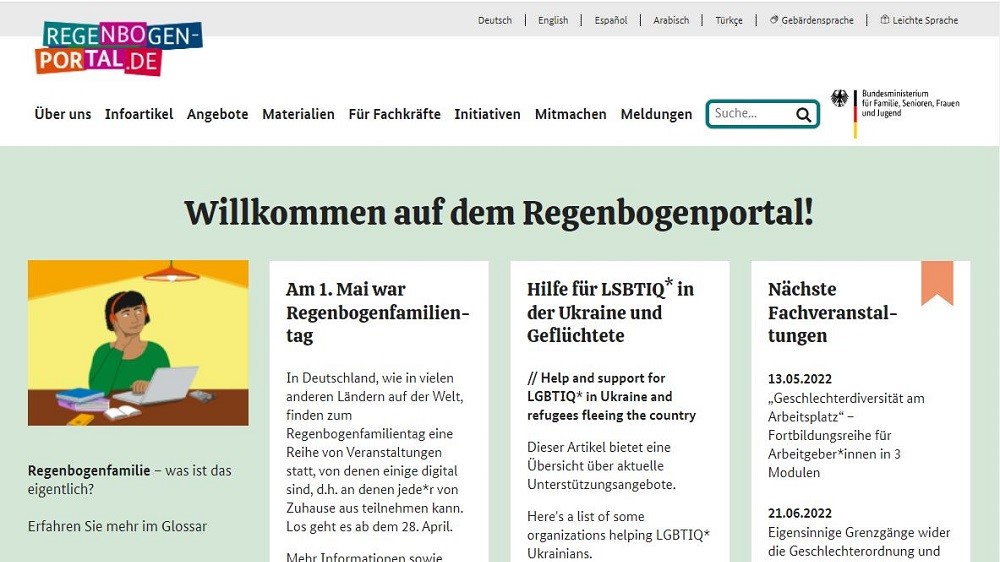 Deutsch | English | Español | Arabisch | Türkçe | Gebärdensprache | Leichte Sprache
REGENBOGEN-
PORTAL.DE
Über uns Infoartikel Angebote Materialien Für Fachkräfte Initiativen Mitmachen Meldungen
Suche...
Bundesministerium
für Familie, Senioren, Frauen
und Jugend
Willkommen auf dem Regenbogenportal!
Regenbogenfamilie – was ist das
eigentlich?
Erfahren Sie mehr im Glossar
Am 1. Mai war
Regenbogenfamilien-
tag
In Deutschland, wie in vielen
anderen Ländern auf der Welt,
finden zum
Regenbogenfamilientag eine
Reihe von Veranstaltungen
statt, von denen einige digital
sind, d.h. an denen jede*r von
Zuhause aus teilnehmen kann.
Los geht es ab dem 28. April.
Mehr Informationen sowie
Hilfe für LSBTIQ* in
der Ukraine und
Geflüchtete
// Help and support for
LGBTIQ* in Ukraine and
refugees fleeing the country
Dieser Artikel bietet eine
Übersicht über aktuelle
Unterstützungsangebote.
Here's a list of some
organizations helping LGBTIQ*
Ukrainians.
Nächste
Fachveranstal-
tungen
13.05.2022
„Geschlechterdiversität am
Arbeitsplatz“ –
Fortbildungsreihe für
Arbeitgeber*innen in 3
Modulen
21.06.2022
Eigensinnige Grenzgänge wider
die Geschlechterordnung und